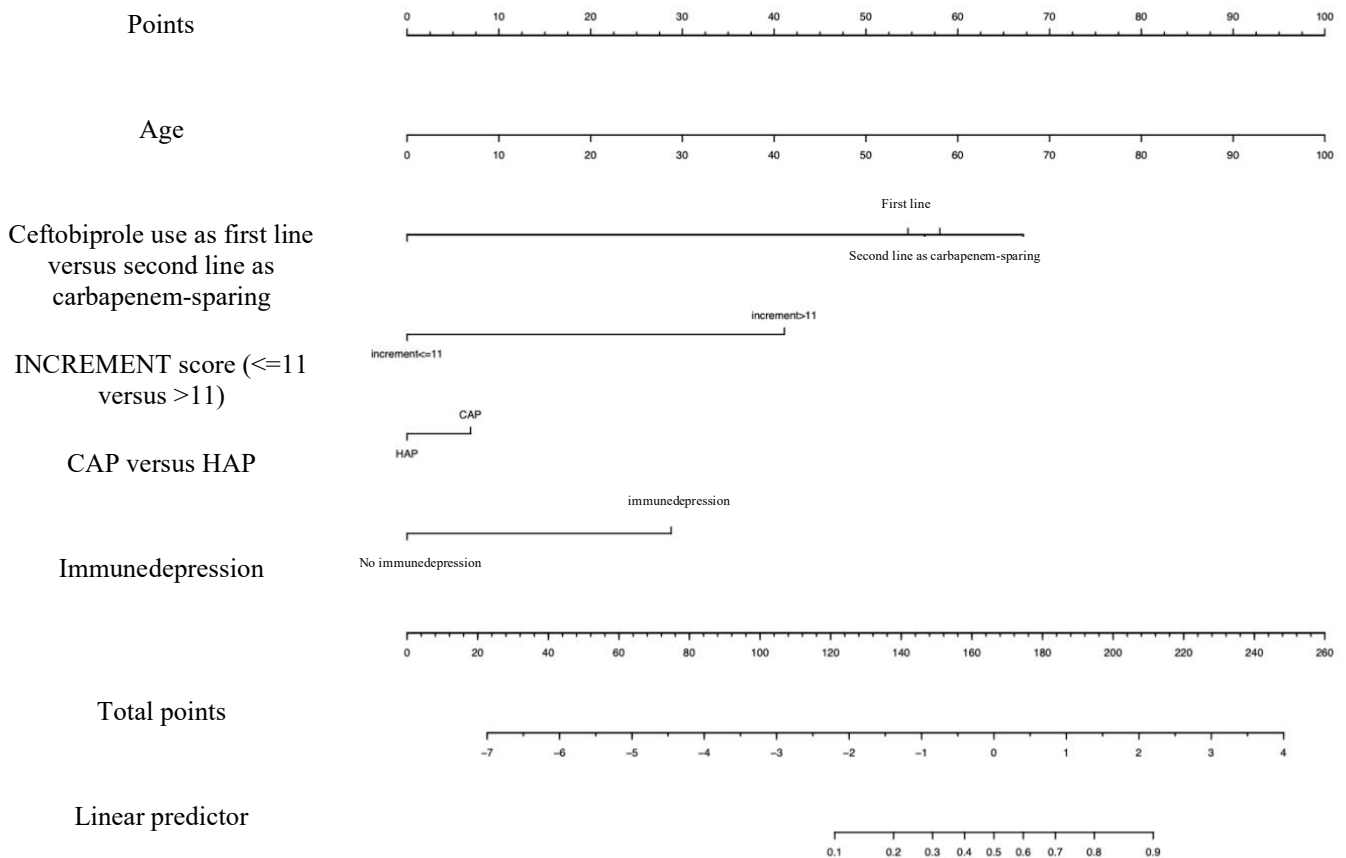 Points
0 10 20 30 40 50 60 70 80 90 100
Age
0 10 20 30 40 50 60 70 80 90 100
First line
Ceftobiprole use as first line
versus second line as
carbapenem-sparing
Second line as carbapenem-sparing
increment>11
increment<=11
INCREMENT score (<=11
versus >11)
CAP
HAP
CAP versus HAP
immunedepression
No immunedepression
Immunedepression
0 20 40 60 80 100 120 140 160 180 200 220 240 260
Total points
−7 −6 −5 −4 −3 −2 −1 0 1 2 3 4
Linear predictor
0.1 0.2 0.3 0.4 0.5 0.6 0.7 0.8 0.9